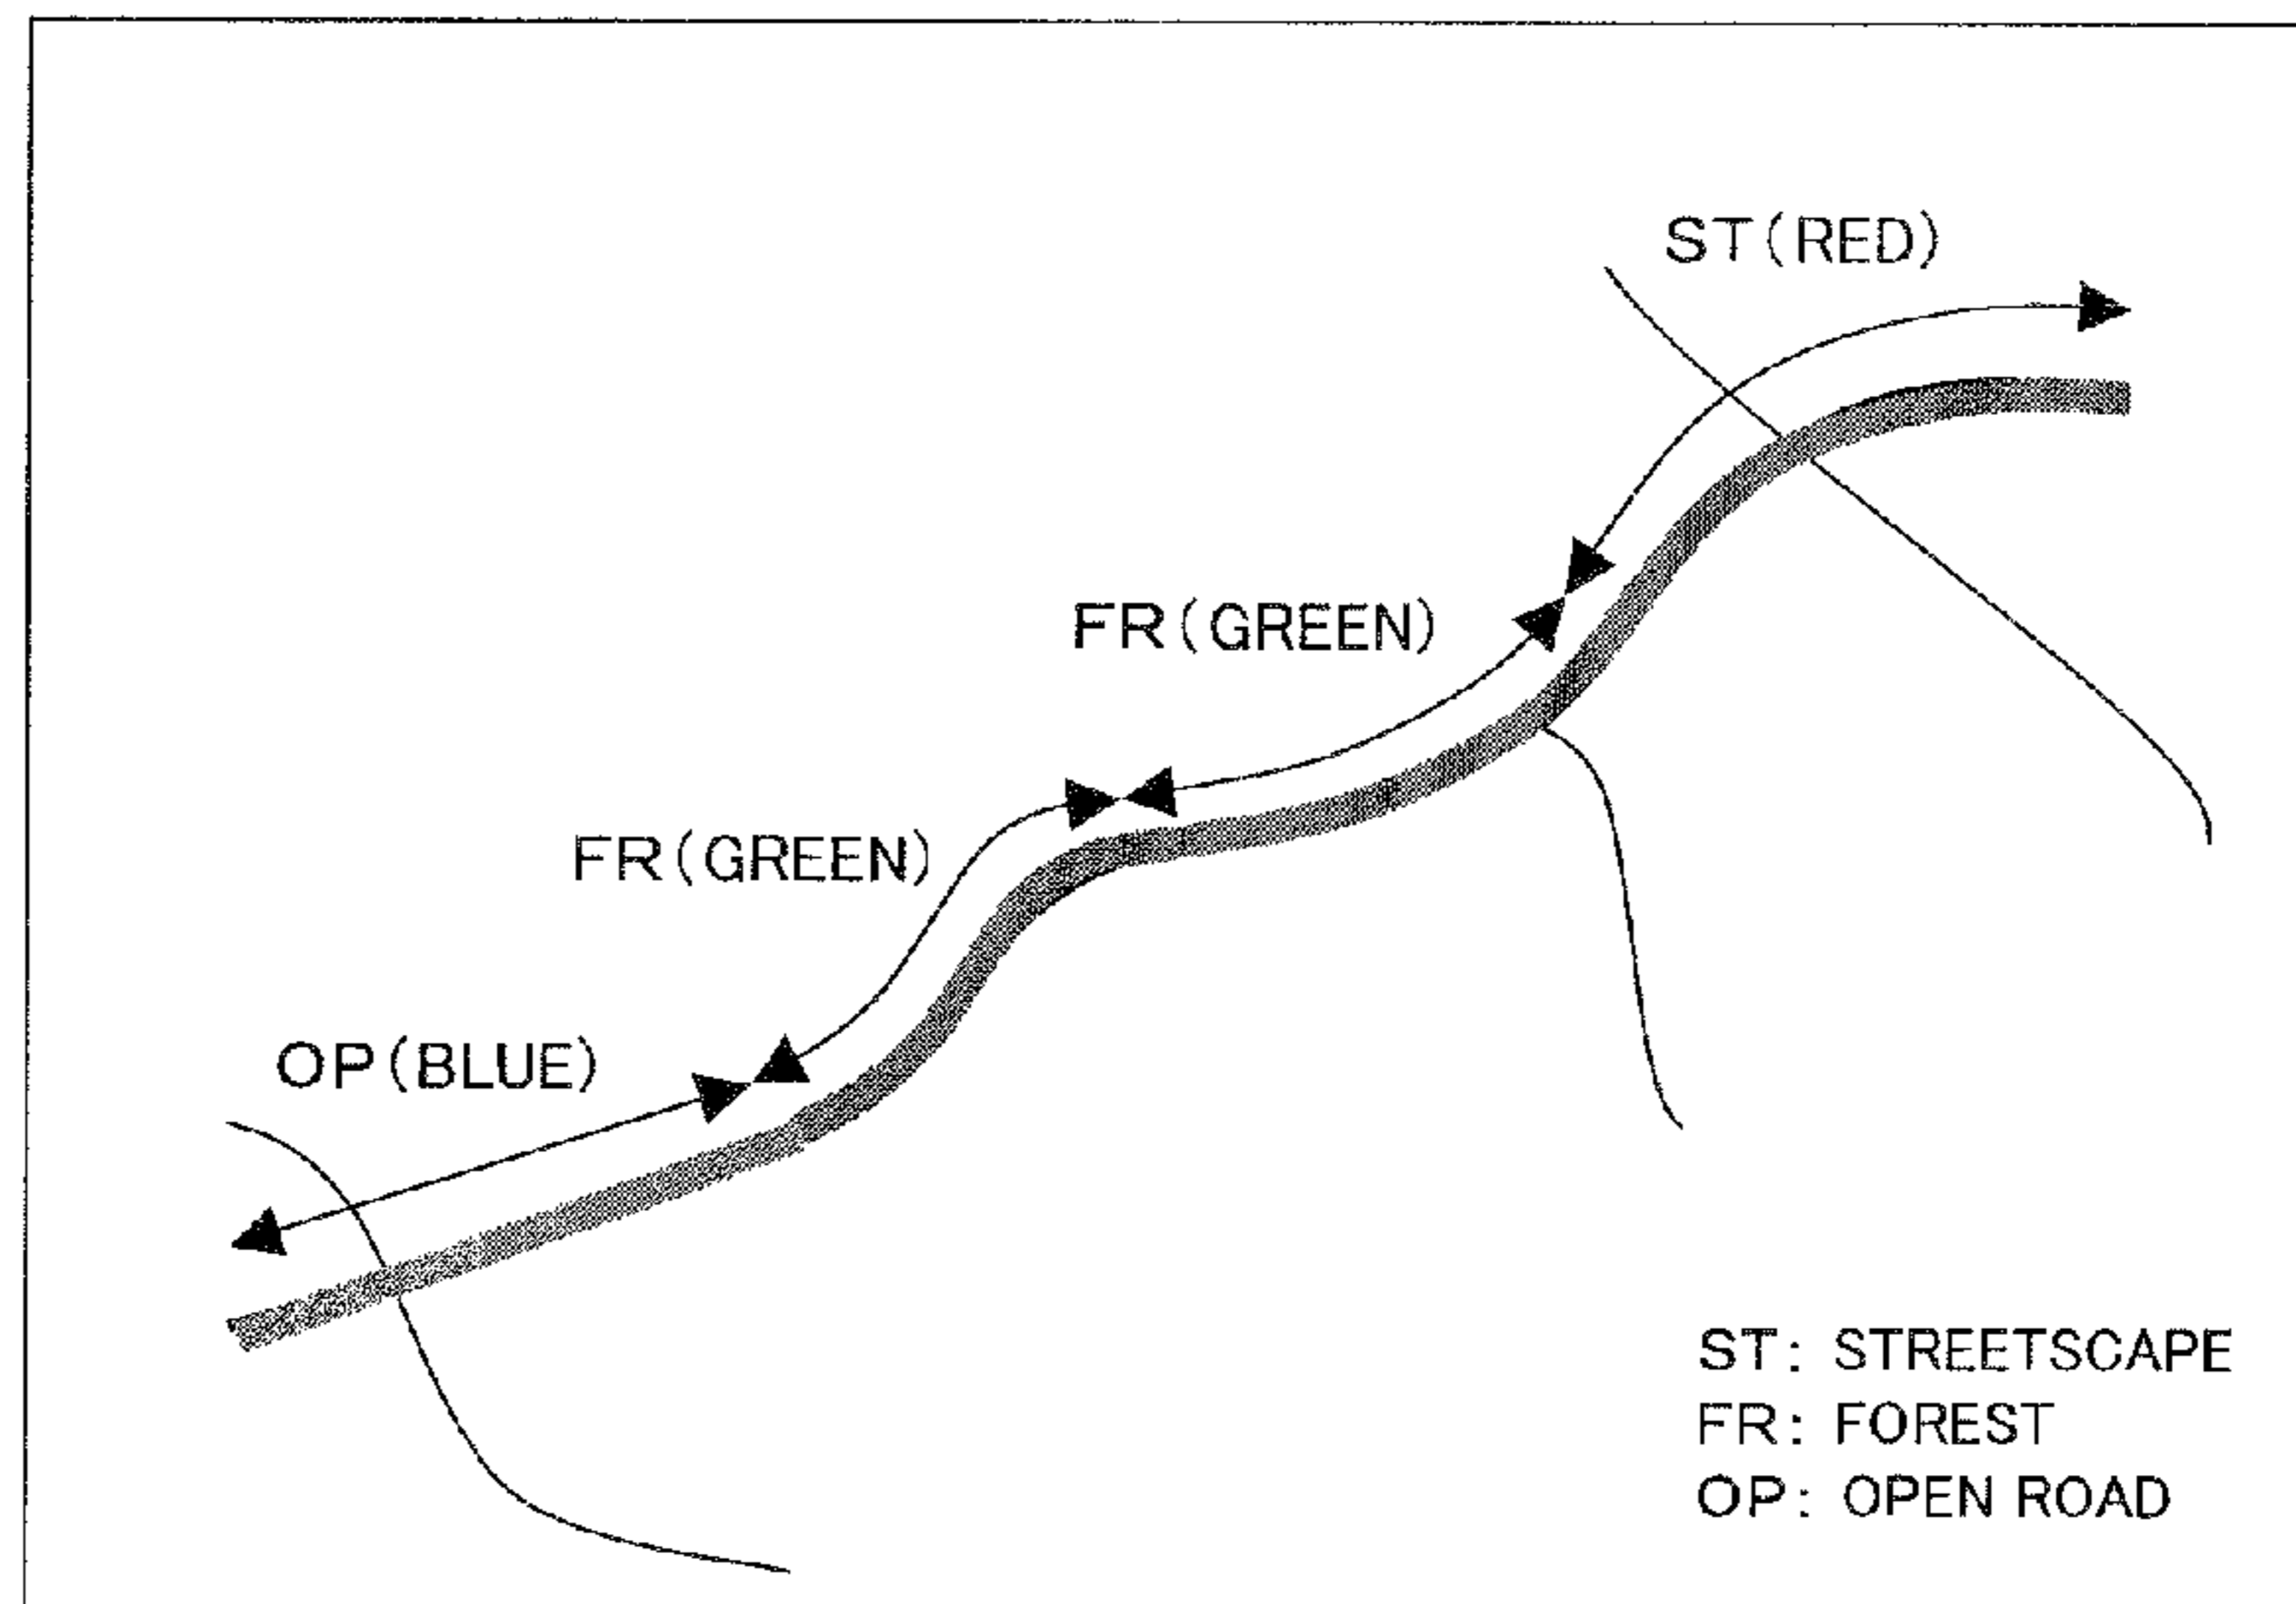 ST(RED)
FR(GREEN)
FR(GREEN)
OP(BLUE)
ST: STREETSCAPE
FR: FOREST
OP: OPEN ROAD